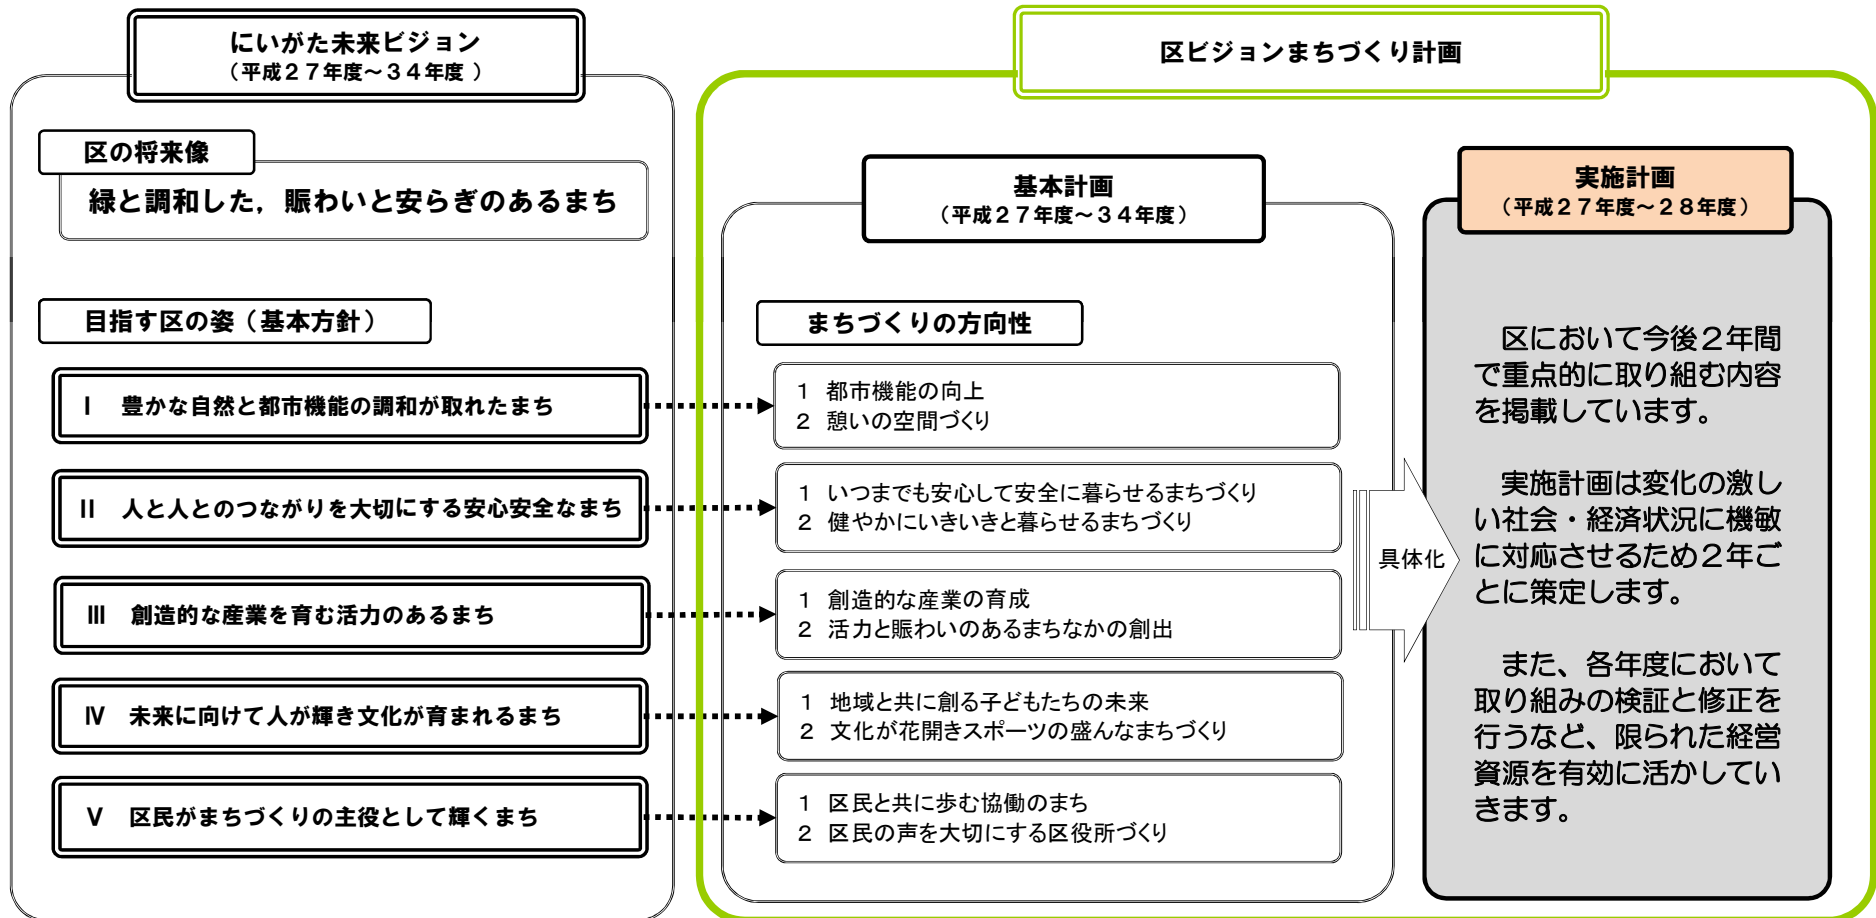 にいがた未来ビジョン
（平成２７年度～３４年度 ）
区の将来像
緑と調和した，賑わいと安らぎのあるまち
目指す区の姿（基本方針）
Ⅰ 豊かな自然と都市機能の調和が取れたまち
Ⅱ 人と人とのつながりを大切にする安心安全なまち
Ⅲ 創造的な産業を育む活力のあるまち
Ⅳ 未来に向けて人が輝き文化が育まれるまち
Ⅴ 区民がまちづくりの主役として輝くまち
区ビジョンまちづくり計画
基本計画
（平成２７年度～３４年度）
まちづくりの方向性
１ 都市機能の向上
２ 憩いの空間づくり
１ いつまでも安心して安全に暮らせるまちづくり
２ 健やかにいきいきと暮らせるまちづくり
１ 創造的な産業の育成
２ 活力と賑わいのあるまちなかの創出
１ 地域と共に創る子どもたちの未来
２ 文化が花開きスポーツの盛んなまちづくり
１ 区民と共に歩む協働のまち
２ 区民の声を大切にする区役所づくり
具体化
実施計画
（平成２７年度～２８年度）
区において今後２年間
で重点的に取り組む内容
を掲載しています。
実施計画は変化の激し
い社会・経済状況に機敏
に対応させるため２年ご
とに策定します。
また、各年度において
取り組みの検証と修正を
行うなど、限られた経営
資源を有効に活かしてい
きます。